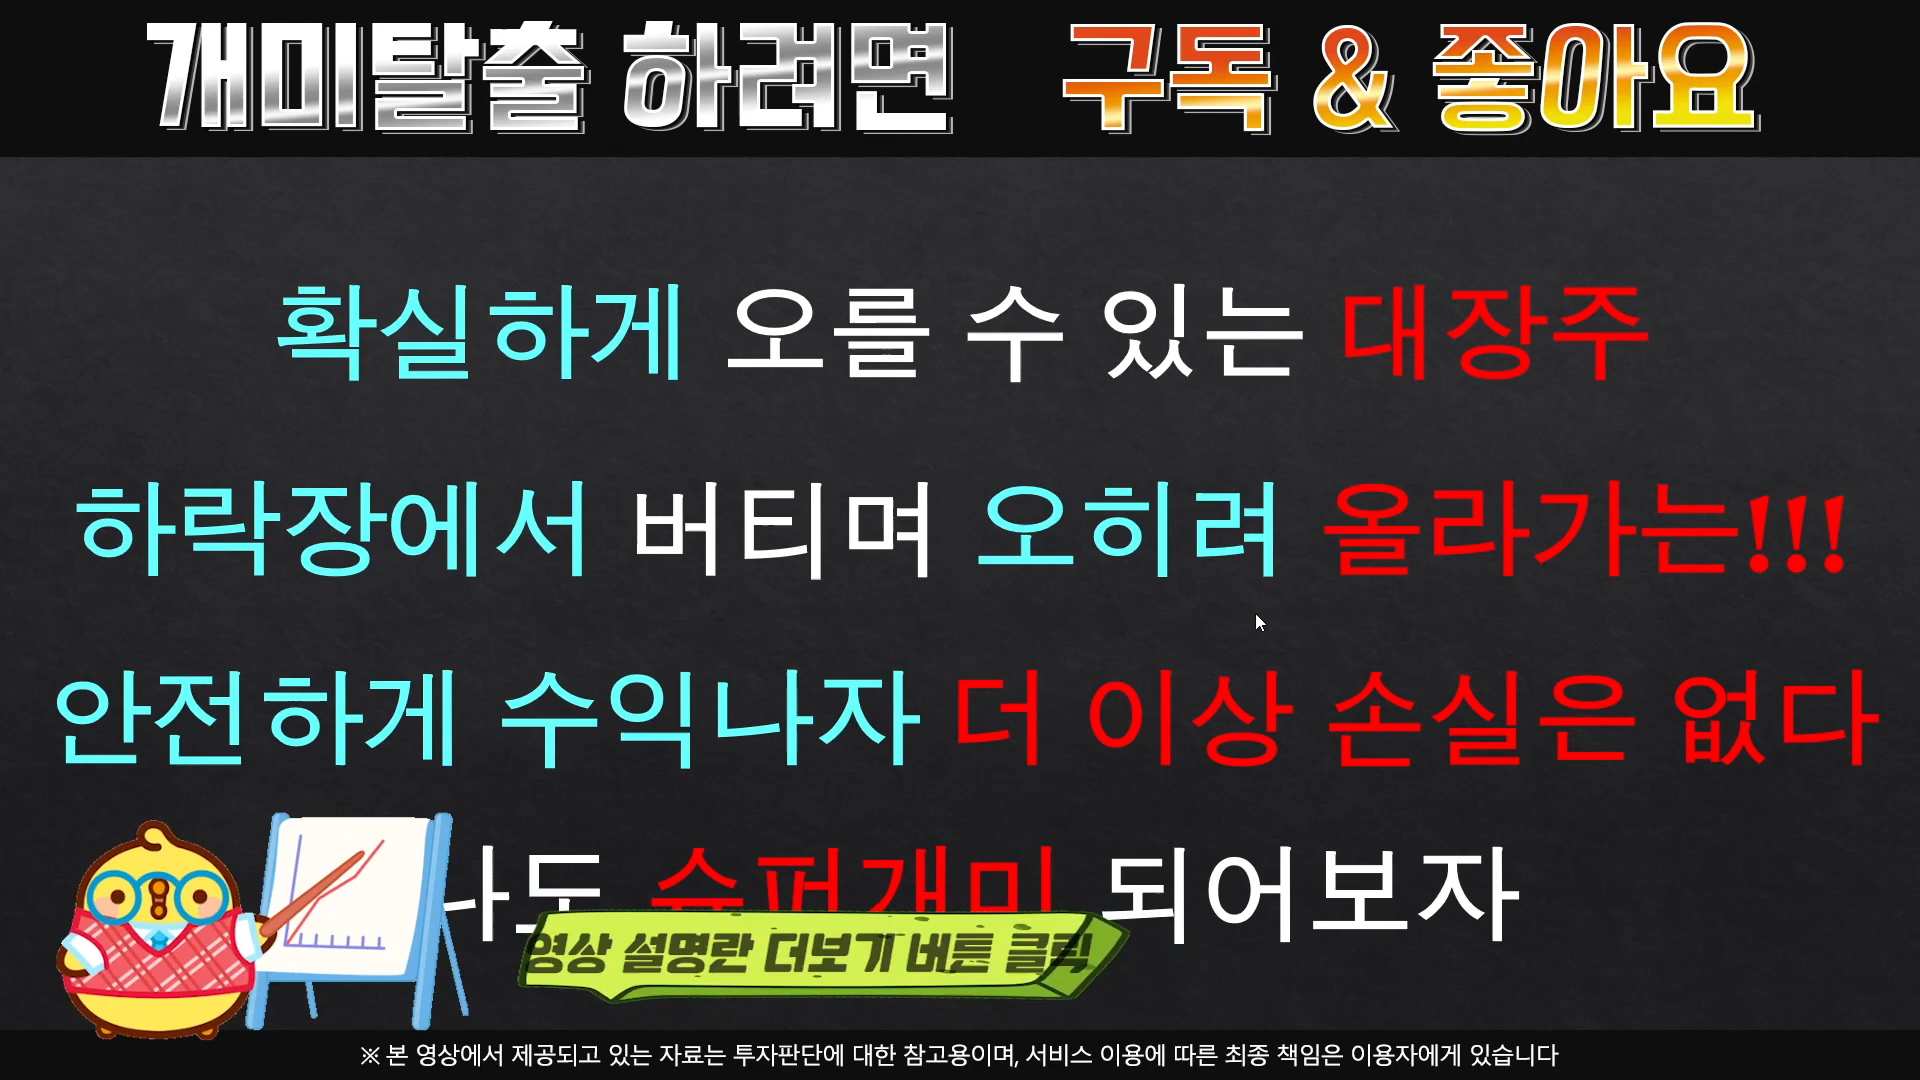 개미탈출 하려면 구독 & 좋아요
확실하게 오를 수 있는 대장주
하락장에서 버티며 오히려 올라가는!!!
안전하게 수익나자 더 이상 손실은 없다
나도 슈퍼개미 되어보자
영상 설명란 더보기 버튼 클릭
※ 본 영상에서 제공되고 있는 자료는 투자판단에 대한 참고용이며, 서비스 이용에 따른 최종 책임은 이용자에게 있습니다